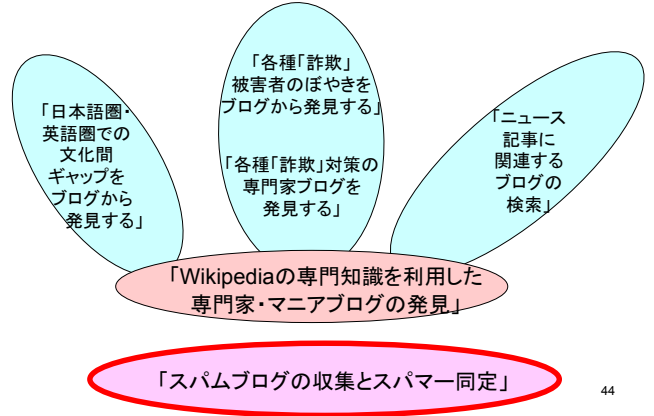 「日本語圏・
英語圏での
文化間
ギャップを
ブログから
発見する」
「各種「詐欺」
被害者のぼやきを
ブログから発見する」
「各種「詐欺」対策の
専門家ブログを
発見する」
「ニュース
記事に
関連する
ブログの
検索」
「Wikipediaの専門知識を利用した
専門家・マニアブログの発見」
「スパムブログの収集とスパマー同定」
44